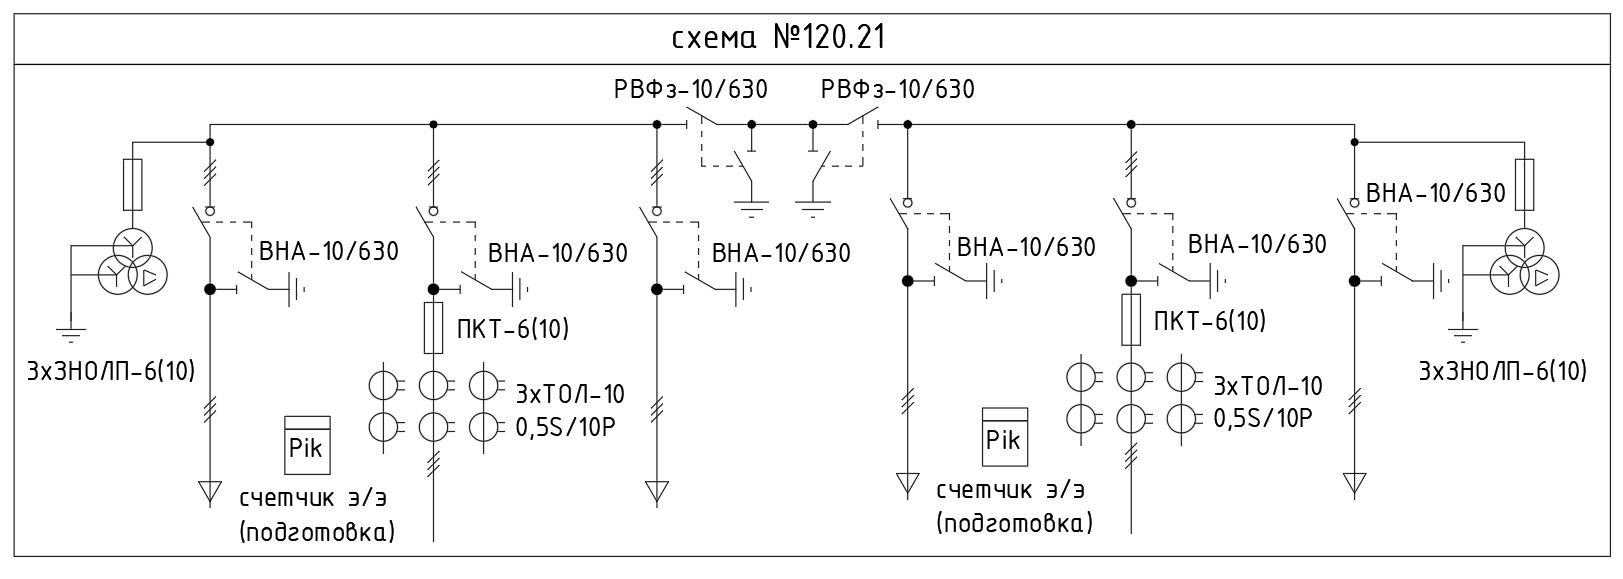 схема №120.21
РВФз-10/630
РВФз-10/630
ВНА-10/630
ВНА-10/630
ВНА-10/630
ВНА-10/630
ВНА-10/630
ВНА-10/630
ПКТ-6(10)
ПКТ-6(10)
3хЗНОЛП-6(10)
3хЗНОЛП-6(10)
3хТОЛ-10
0,5S/10Р
3хТОЛ-10
0,5S/10Р
Pik
Pik
счетчик э/э
(подготовка)
счетчик э/э
(подготовка)